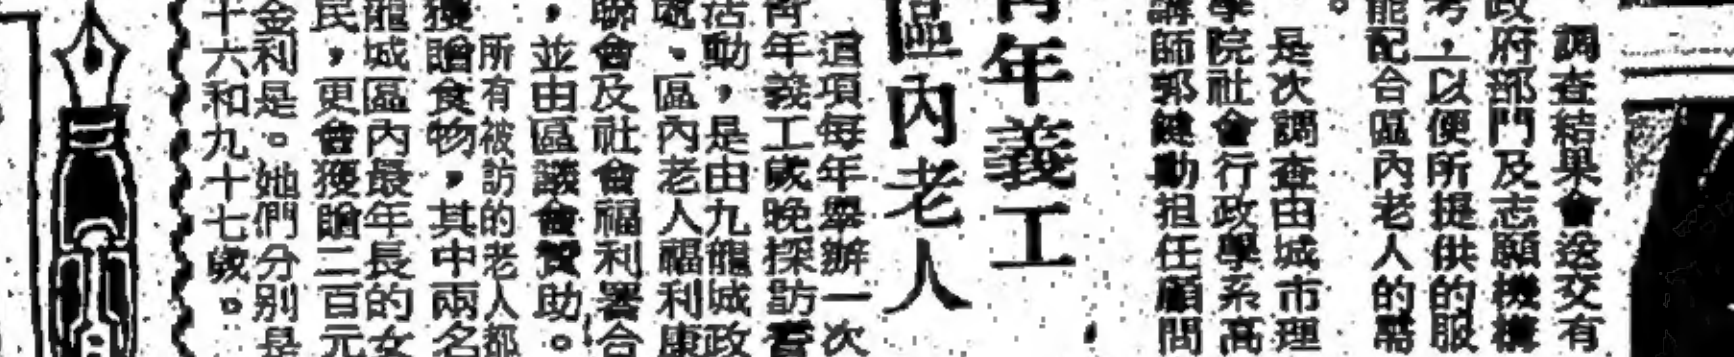 調查結果會送交有
政府部門及志願機構
考，以便所提供的服
能配合區內老人的需
。
是次調查由城市理
學院社會行政學系高
講師郭健勳担任顧問
青年義工
區內老人
這項每年舉辦一次
青年義工歲晚探訪耆
活動，是由九龍城政
處、區內老人福利康
聯會及社會福利署合
，並由區議會贊助。
所有被訪的老人都
獲贈食物，其中兩名
龍城區內最年長的女
民，更會獲贈二百元
金利是。她們分别是
十六和九十七歲。